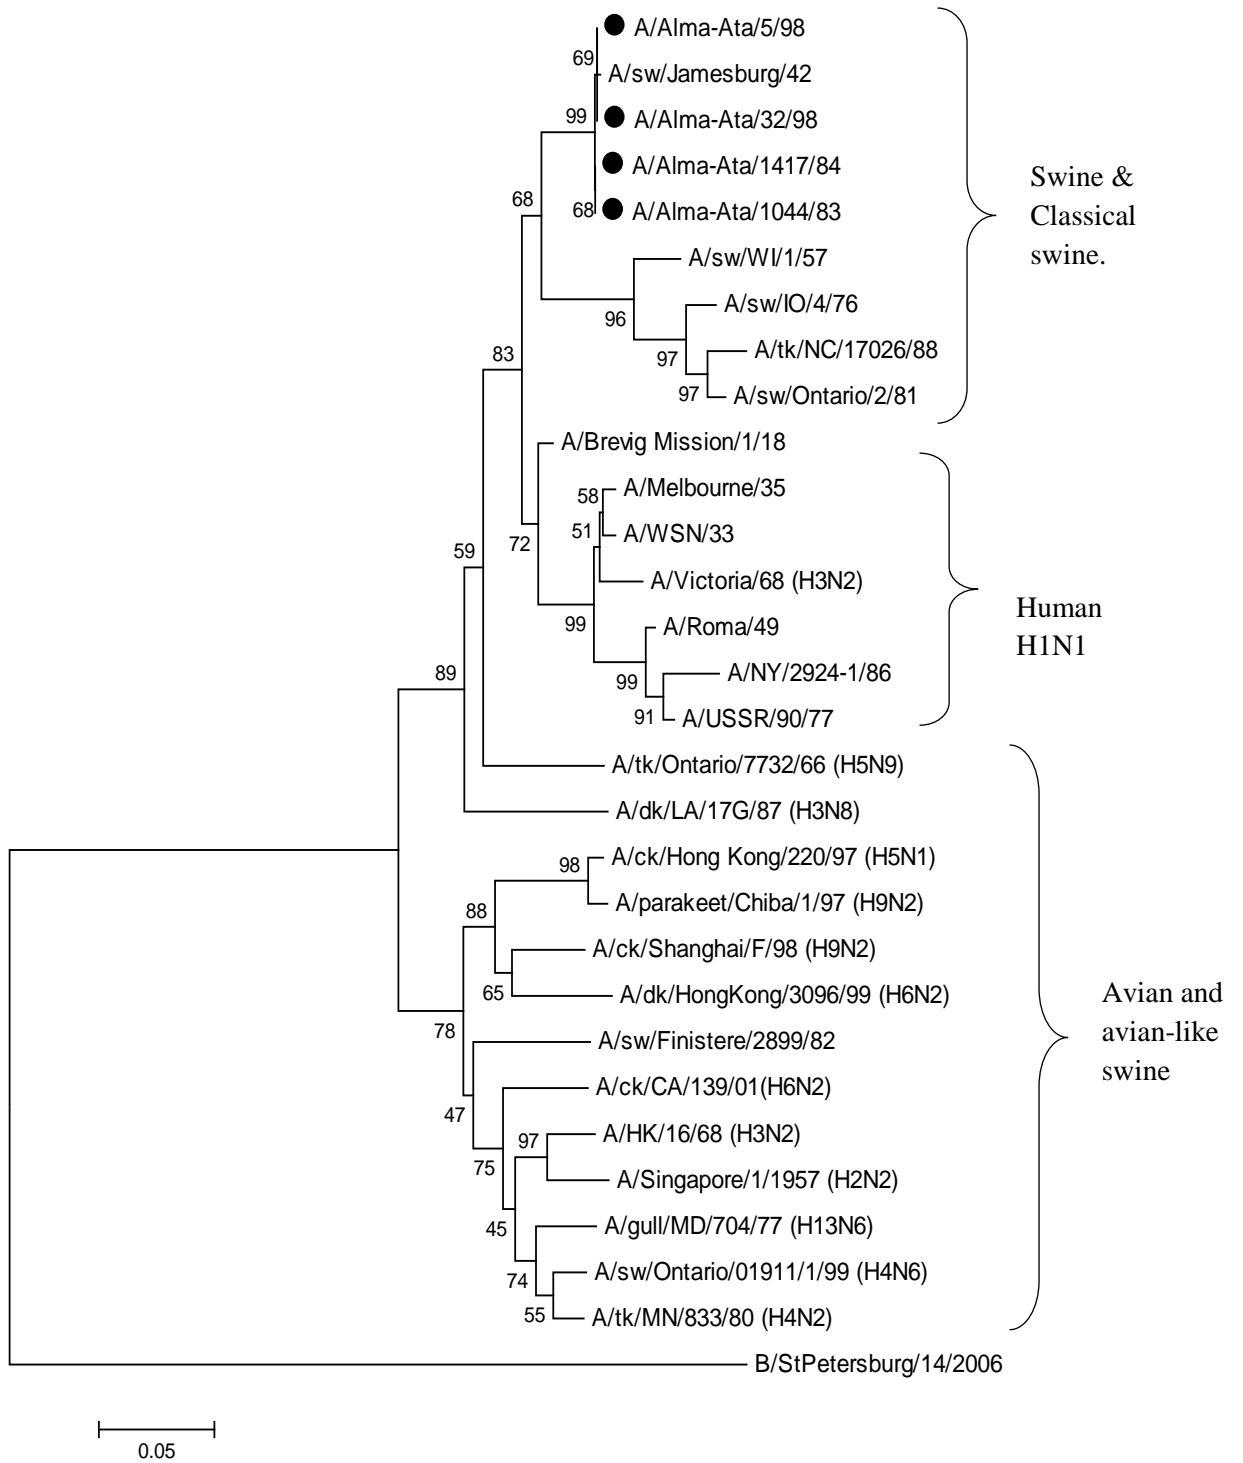 A/Alma-Ata/5/98
69
A/sw/Jamesburg/42
99
A/Alma-Ata/32/98
A/Alma-Ata/1417/84
68
68
A/Alma-Ata/1044/83
Swine &
Classical
swine.
A/sw/WI/1/57
A/sw/IO/4/76
96
A/tk/NC/17026/88
83
97
97
A/sw/Ontario/2/81
A/Brevig Mission/1/18
A/Melbourne/35
58
51
A/WSN/33
72
59
A/Victoria/68 (H3N2)
Human
H1N1
99
A/Roma/49
89
99
A/NY/2924-1/86
91
A/USSR/90/77
A/tk/Ontario/7732/66 (H5N9)
A/dk/LA/17G/87 (H3N8)
A/ck/Hong Kong/220/97 (H5N1)
98
A/parakeet/Chiba/1/97 (H9N2)
88
A/ck/Shanghai/F/98 (H9N2)
65
A/dk/HongKong/3096/99 (H6N2)
Avian and
avian-like
swine
78
A/sw/Finistere/2899/82
A/ck/CA/139/01(H6N2)
47
A/HK/16/68 (H3N2)
97
75
A/Singapore/1/1957 (H2N2)
45
A/gull/MD/704/77 (H13N6)
74
A/sw/Ontario/01911/1/99 (H4N6)
55
A/tk/MN/833/80 (H4N2)
B/StPetersburg/14/2006
0.05